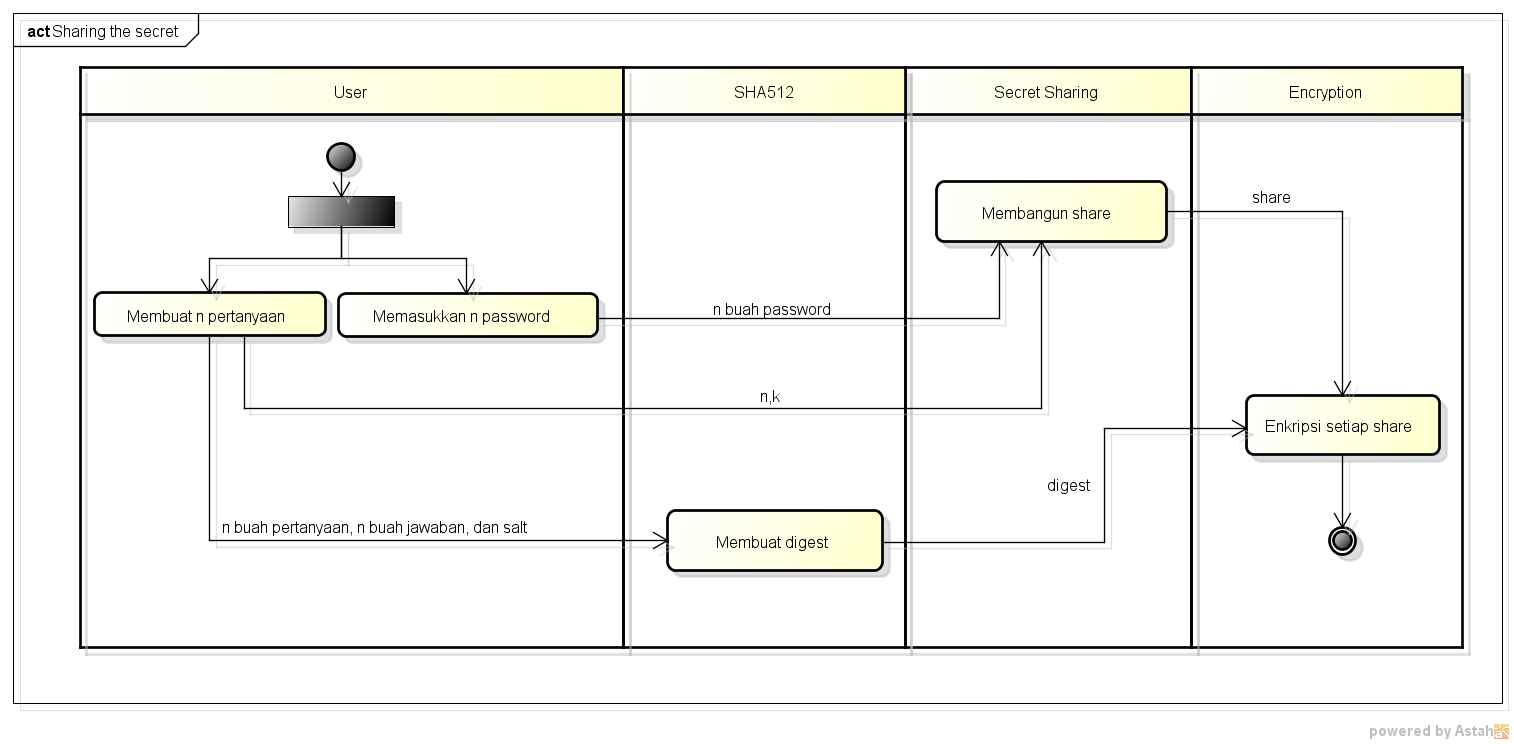 act Sharing the secret
User
SHA512
Secret Sharing
Encryption
Membangun share
share
Membuat n pertanyaan
Memasukkan n password
n buah password
n,k
Enkripsi setiap share
digest
n buah pertanyaan, n buah jawaban, dan salt
Membuat digest
powered by Astah